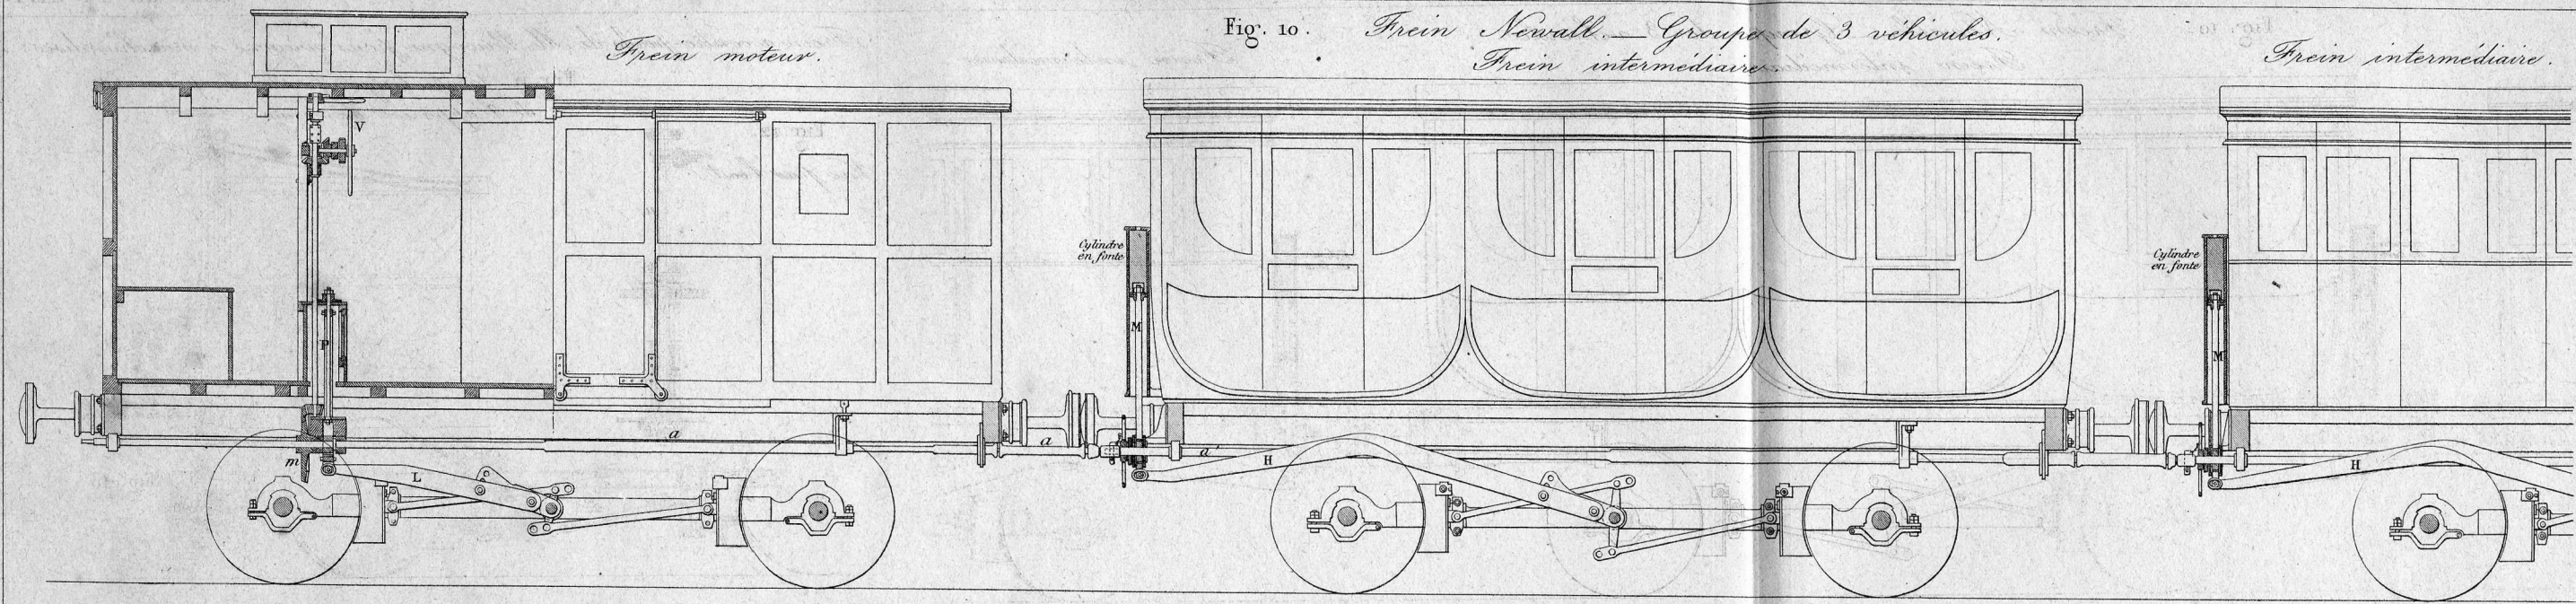 Fig. 10. Frein Newall. — Groupe de 3 véhicules.
Frein moteur.
Frein intermédiaire.
Frein intermédiaire.
V
Cylindre
en fonte
Cylindre
en fonte
P
M
M
a
a
a'
m
L
H
H